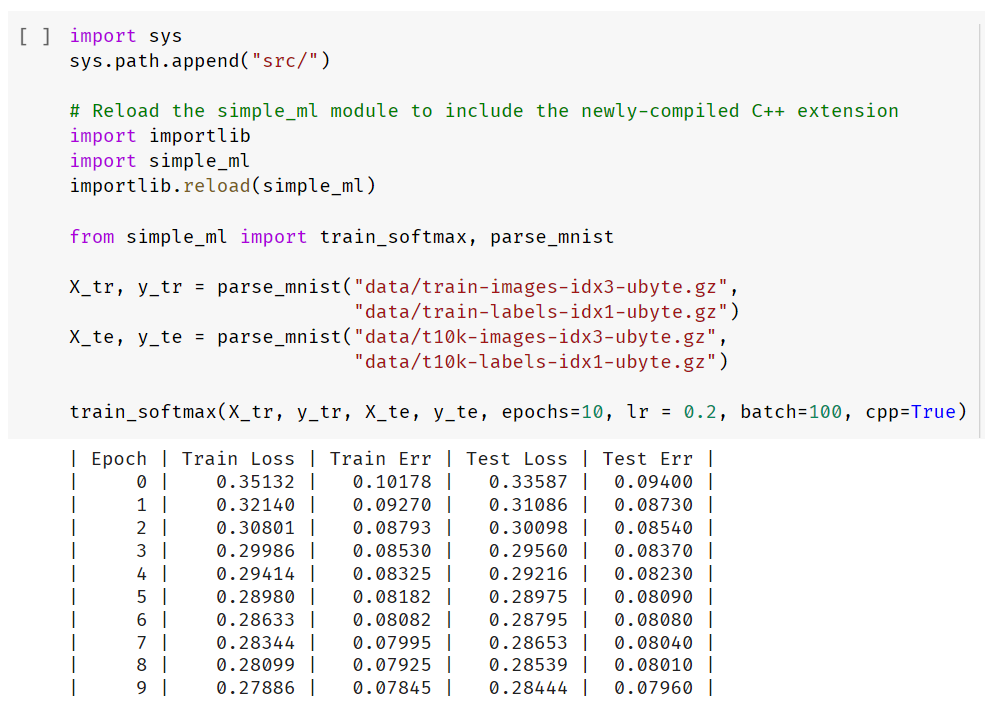 [ ] import sys
sys.path.append("src/")
# Reload the simple_ml module to include the newly-compiled C++ extension
import importlib
import simple_ml
importlib.reload(simple_ml)
from simple_ml import train_softmax, parse_mnist
X_tr, y_tr = parse_mnist("data/train-images-idx3-ubyte.gz",
"data/train-labels-idx1-ubyte.gz")
X_te, y_te = parse_mnist("data/t10k-images-idx3-ubyte.gz",
"data/t10k-labels-idx1-ubyte.gz")
train_softmax(X_tr, y_tr, X_te, y_te, epochs=10, lr = 0.2, batch=100, cpp=True)
| Epoch | Train Loss | Train Err | Test Loss | Test Err |
| 0 | 0.35132 | 0.10178 | 0.33587 | 0.09400 |
| 1 | 0.32140 | 0.09270 | 0.31086 | 0.08730 |
| 2 | 0.30801 | 0.08793 | 0.30098 | 0.08540 |
| 3 | 0.29986 | 0.08530 | 0.29560 | 0.08370 |
| 4 | 0.29414 | 0.08325 | 0.29216 | 0.08230 |
| 5 | 0.28980 | 0.08182 | 0.28975 | 0.08090 |
| 6 | 0.28633 | 0.08082 | 0.28795 | 0.08080 |
| 7 | 0.28344 | 0.07995 | 0.28653 | 0.08040 |
| 8 | 0.28099 | 0.07925 | 0.28539 | 0.08010 |
| 9 | 0.27886 | 0.07845 | 0.28444 | 0.07960 |